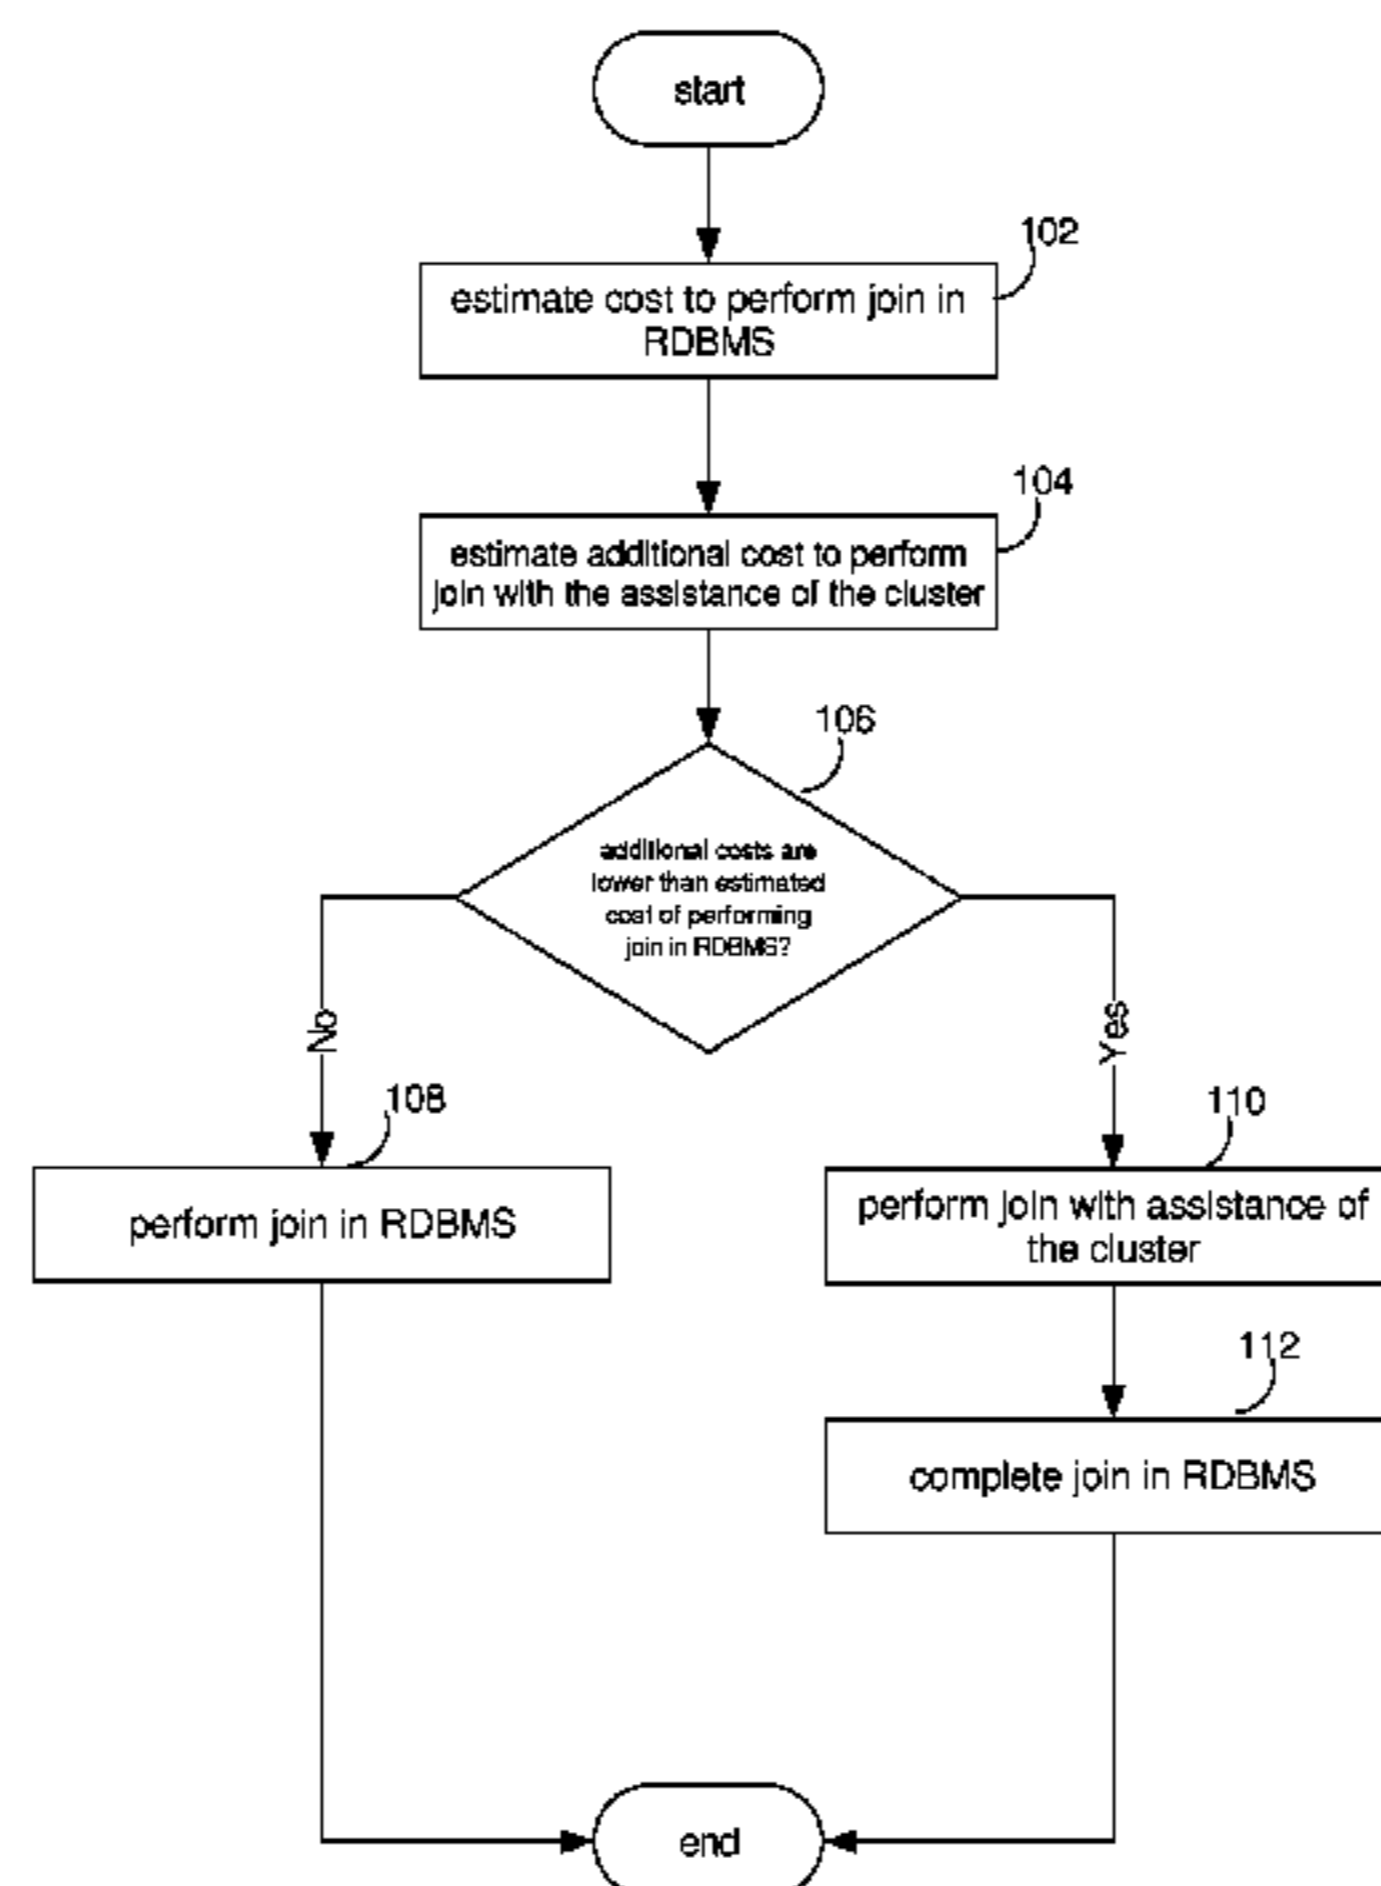 start
102
estimate cost to perform join in
RDBMS
104
estimate additional cost to perform
join with the assistance of the cluster
106
additional costs are
lower than estimated
cost of performing
join in RDBMS?
No
Yes
108
perform join in RDBMS
110
perform join with assistance of
the cluster
112
complete join in RDBMS
end